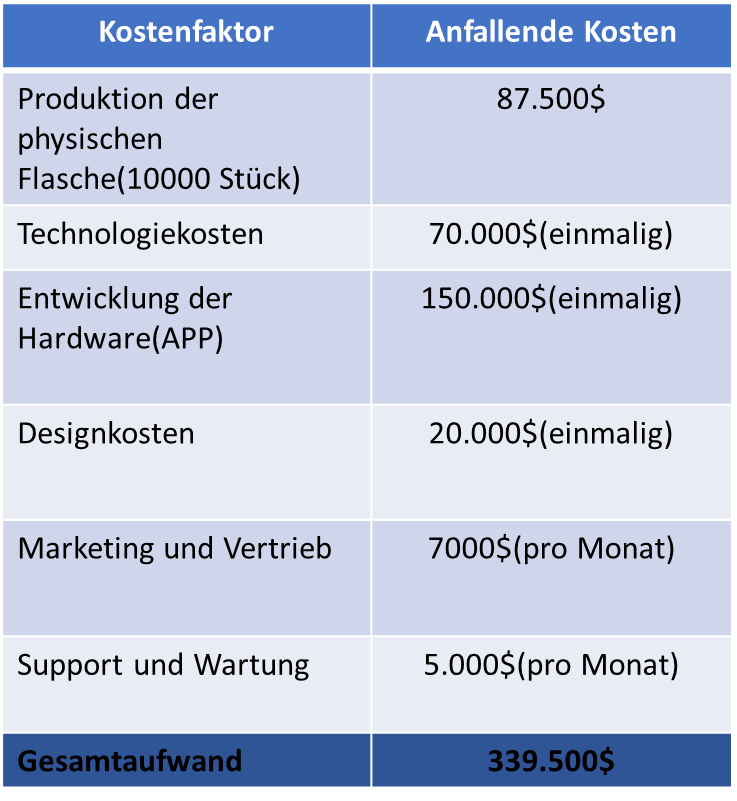 Kostenfaktor Anfallende Kosten
Produktion der 87.500$
physischen
Flasche(10000 Stück)
Technologiekosten 70.000$(einmalig)
Entwicklung der 150.000$(einmalig)
Hardware(APP)
Designkosten 20.000$(einmalig)
Marketing und Vertrieb 7000$(pro Monat)
Support und Wartung 5.000$(pro Monat)
Gesamtaufwand 339.500$